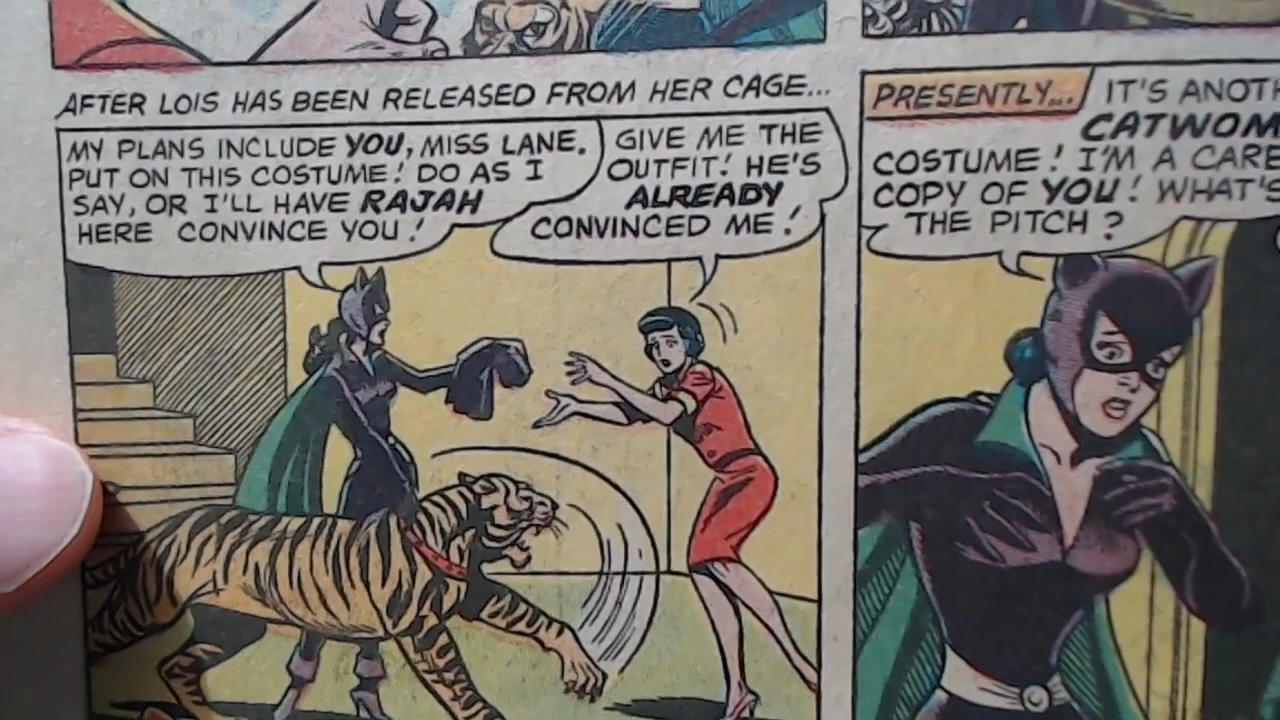 AFTER LOIS HAS BEEN RELEASED FROM HER CAGE...
MY PLANS INCLUDE YOU, MISS LANE.
PUT ON THIS COSTUME! DO AS I
SAY, OR I'LL HAVE RAJAH
HERE CONVINCE YOU!
GIVE ME THE
OUTFIT! HE'S
ALREADY
CONVINCED ME!
PRESENTLY...
IT'S
COSTUME! I'M A
COPY OF YOU! WHAT'S
THE PITCH?